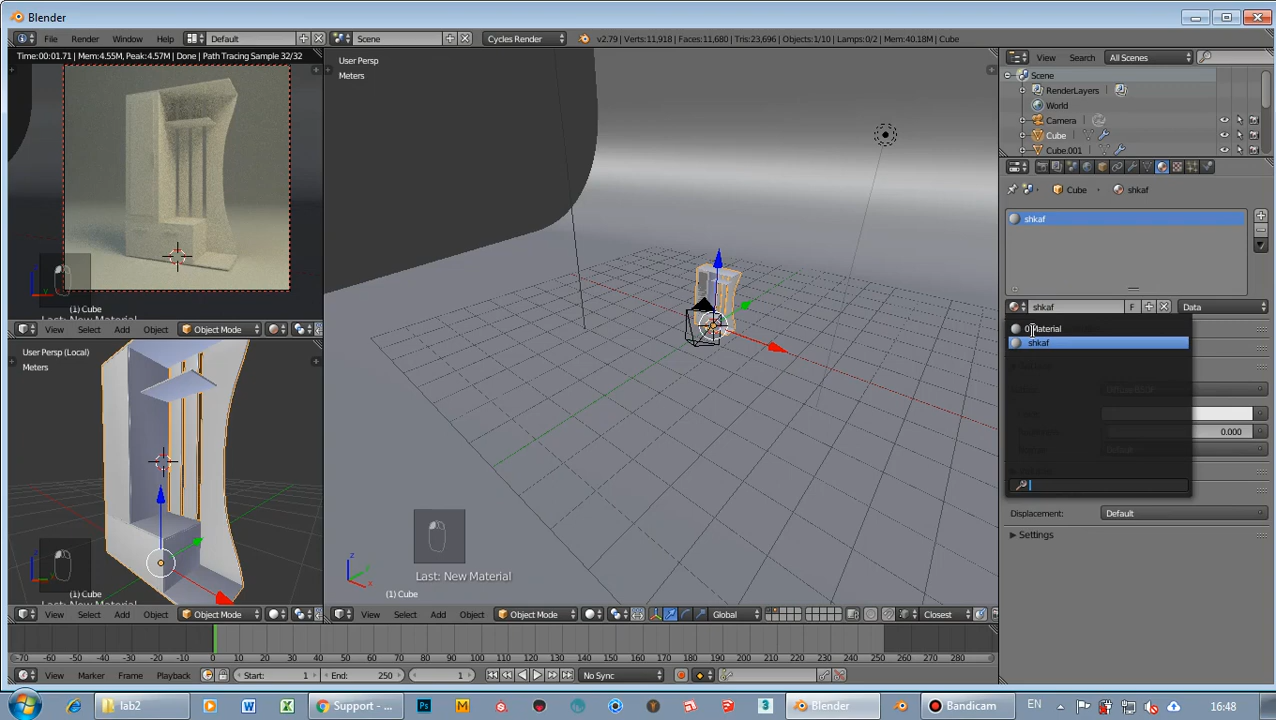 Blender
File Render Window Help Default Scene Cycles Render v2.79 | Verts:11,918 | Faces:11,680 | Tris:23,696 | Objects:1/10 | Lamps:0/2 | Mem:40.18M | Cube
Time:00:01.71 | Mem:4.55M, Peak:4.57M | Done | Path Tracing Sample 32/32
(1) Cube
Last: New Material
View Select Add Object Object Mode
User Persp (Local)
Meters
(1) Cube
Last: New Material
View Select Add Object Object Mode
User Persp
Meters
Last: New Material
(1) Cube
View Select Add Object Object Mode Global Closest
View Search All Scenes
Scene
RenderLayers
World
Camera
Cube
Cube.001
Cube shkaf
shkaf
shkaf F Data
0 Material
shkaf
0.000
Displacement: Default
Settings
-70 -60 -50 -40 -30 -20 -10 0 10 20 30 40 50 60 70 80 90 100 110 120 130 140 150 160 170 180 190 200 210 220 230 240 250 260 270 280
View Marker Frame Playback Start: 1 End: 250 1 No Sync
lab2 Support - ... Blender Bandicam EN 16:48